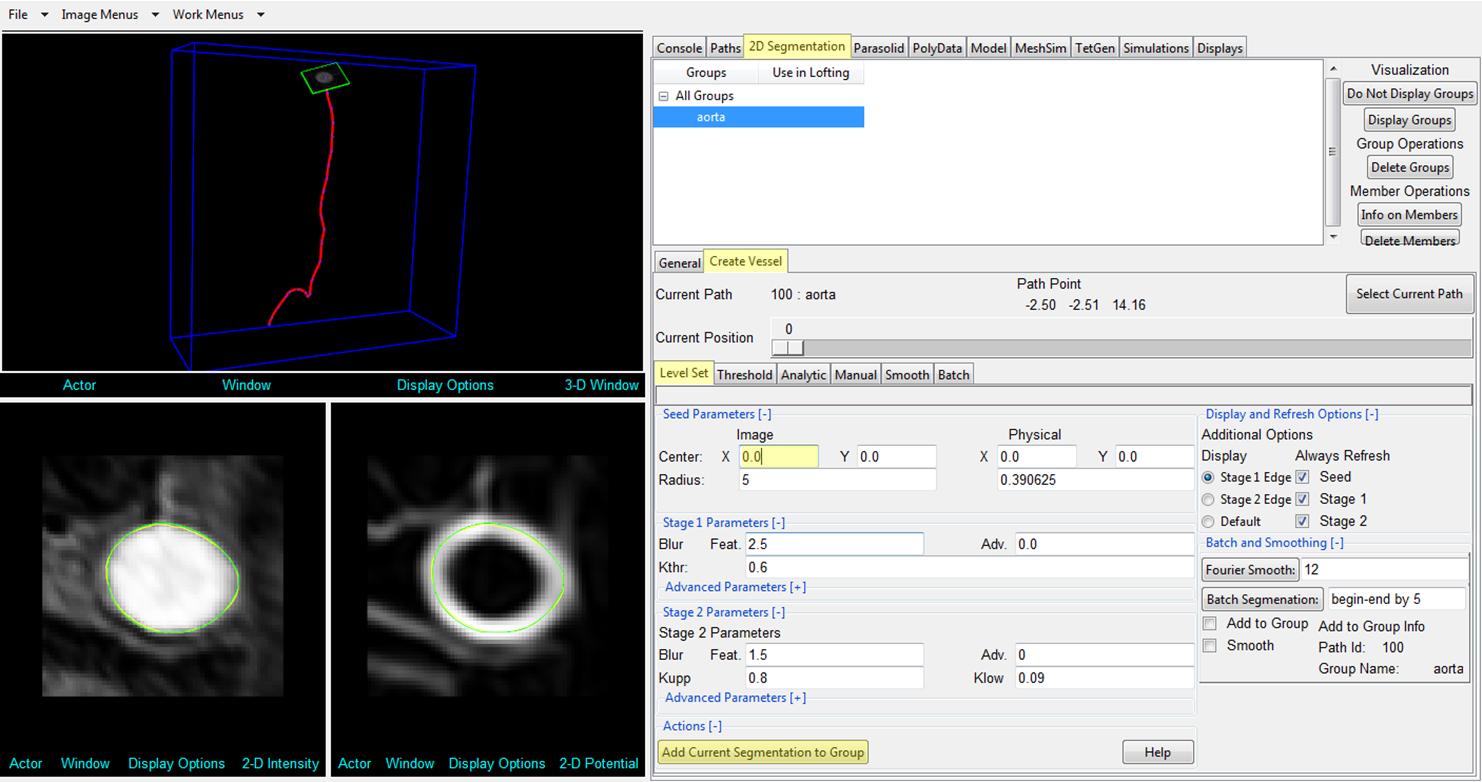 File Image Menus Work Menus
Actor Window Display Options 3-D Window
Actor Window Display Options 2-D Intensity
Actor Window Display Options 2-D Potential
Console Paths 2D Segmentation Parasolid PolyData Model MeshSim TetGen Simulations Displays
Groups Use in Lofting
All Groups
aorta
Visualization
Do Not Display Groups
Display Groups
Group Operations
Delete Groups
Member Operations
Info on Members
Delete Members
General Create Vessel
Current Path 100 : aorta
Path Point
-2.50 -2.51 14.16
Select Current Path
Current Position 0
Level Set Threshold Analytic Manual Smooth Batch
Seed Parameters [-]
Image Physical
Center: X 0.0 Y 0.0 X 0.0 Y 0.0
Radius: 5 0.390625
Stage 1 Parameters [-]
Blur Feat. 2.5 Adv. 0.0
Kthr: 0.6
Advanced Parameters [+]
Stage 2 Parameters [-]
Stage 2 Parameters
Blur Feat. 1.5 Adv. 0
Kupp 0.8 Klow 0.09
Advanced Parameters [+]
Actions [-]
Add Current Segmentation to Group Help
Display and Refresh Options [-]
Additional Options
Display Always Refresh
Stage 1 Edge Seed
Stage 2 Edge Stage 1
Default Stage 2
Batch and Smoothing [-]
Fourier Smooth: 12
Batch Segmenation: begin-end by 5
Add to Group Add to Group Info
Smooth Path Id: 100
Group Name: aorta